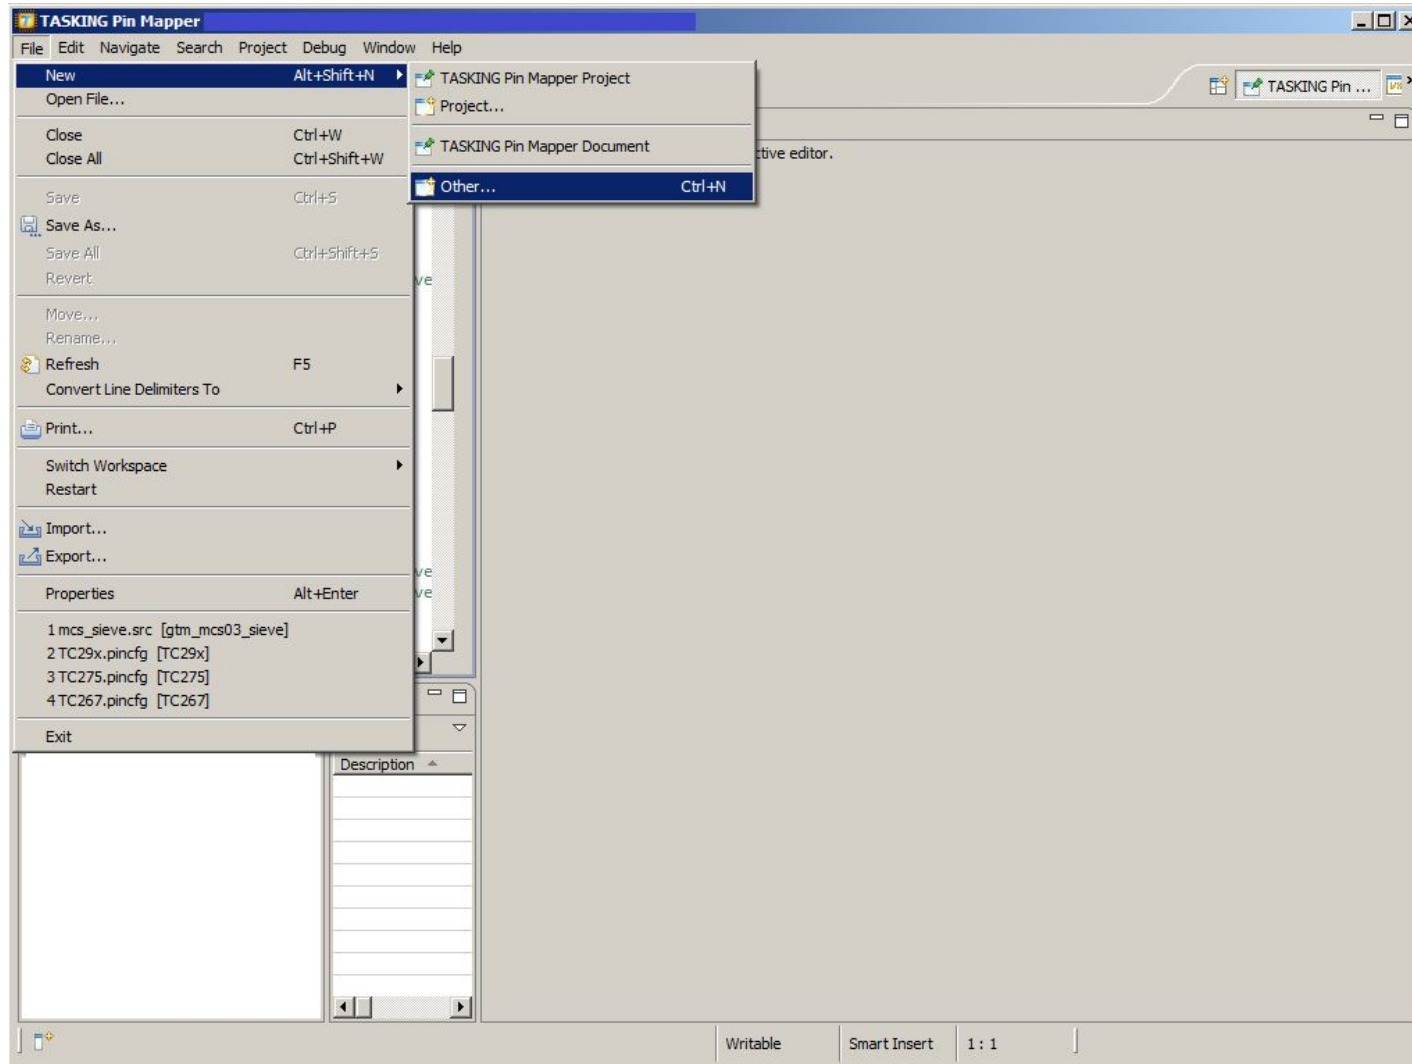 TASKING Pin Mapper
File Edit Navigate Search Project Debug Window Help
New Alt+Shift+N
Open File...
Close Ctrl+W
Close All Ctrl+Shift+W
Save Ctrl+S
Save As...
Save All Ctrl+Shift+S
Revert
Move...
Rename...
Refresh F5
Convert Line Delimiters To
Print... Ctrl+P
Switch Workspace
Restart
Import...
Export...
Properties Alt+Enter
1 mcs_sieve.src [gtm_mcs03_sieve]
2 TC29x.pincfg [TC29x]
3 TC275.pincfg [TC275]
4 TC267.pincfg [TC267]
Exit
TASKING Pin Mapper Project
Project...
TASKING Pin Mapper Document
Other... Ctrl+N
TASKING Pin ...
ctive editor.
ve
ve
ve
Description
Writable Smart Insert 1 : 1